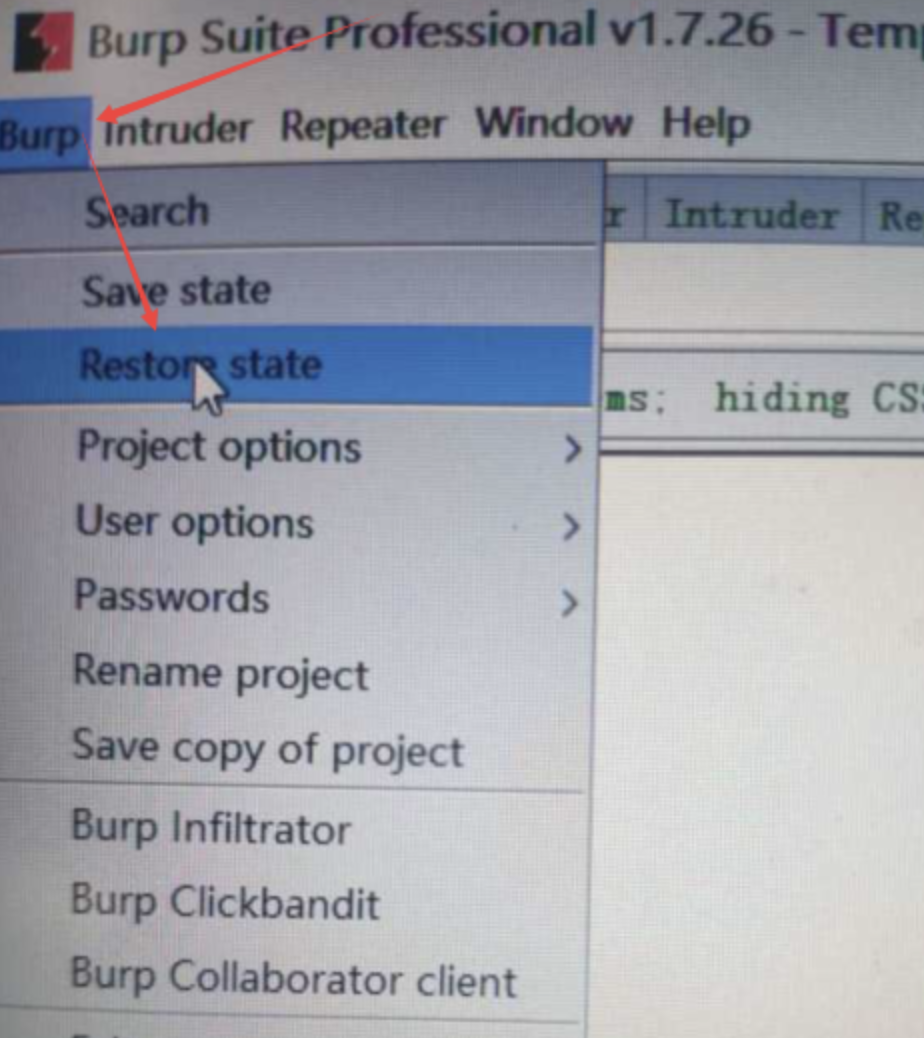 Burp Suite Professional v1.7.26 - Temp
Burp Intruder Repeater Window Help
Search
r Intruder Re
Save state
Restore state
ms; hiding CSS
Project options
User options
Passwords
Rename project
Save copy of project
Burp Infiltrator
Burp Clickbandit
Burp Collaborator client